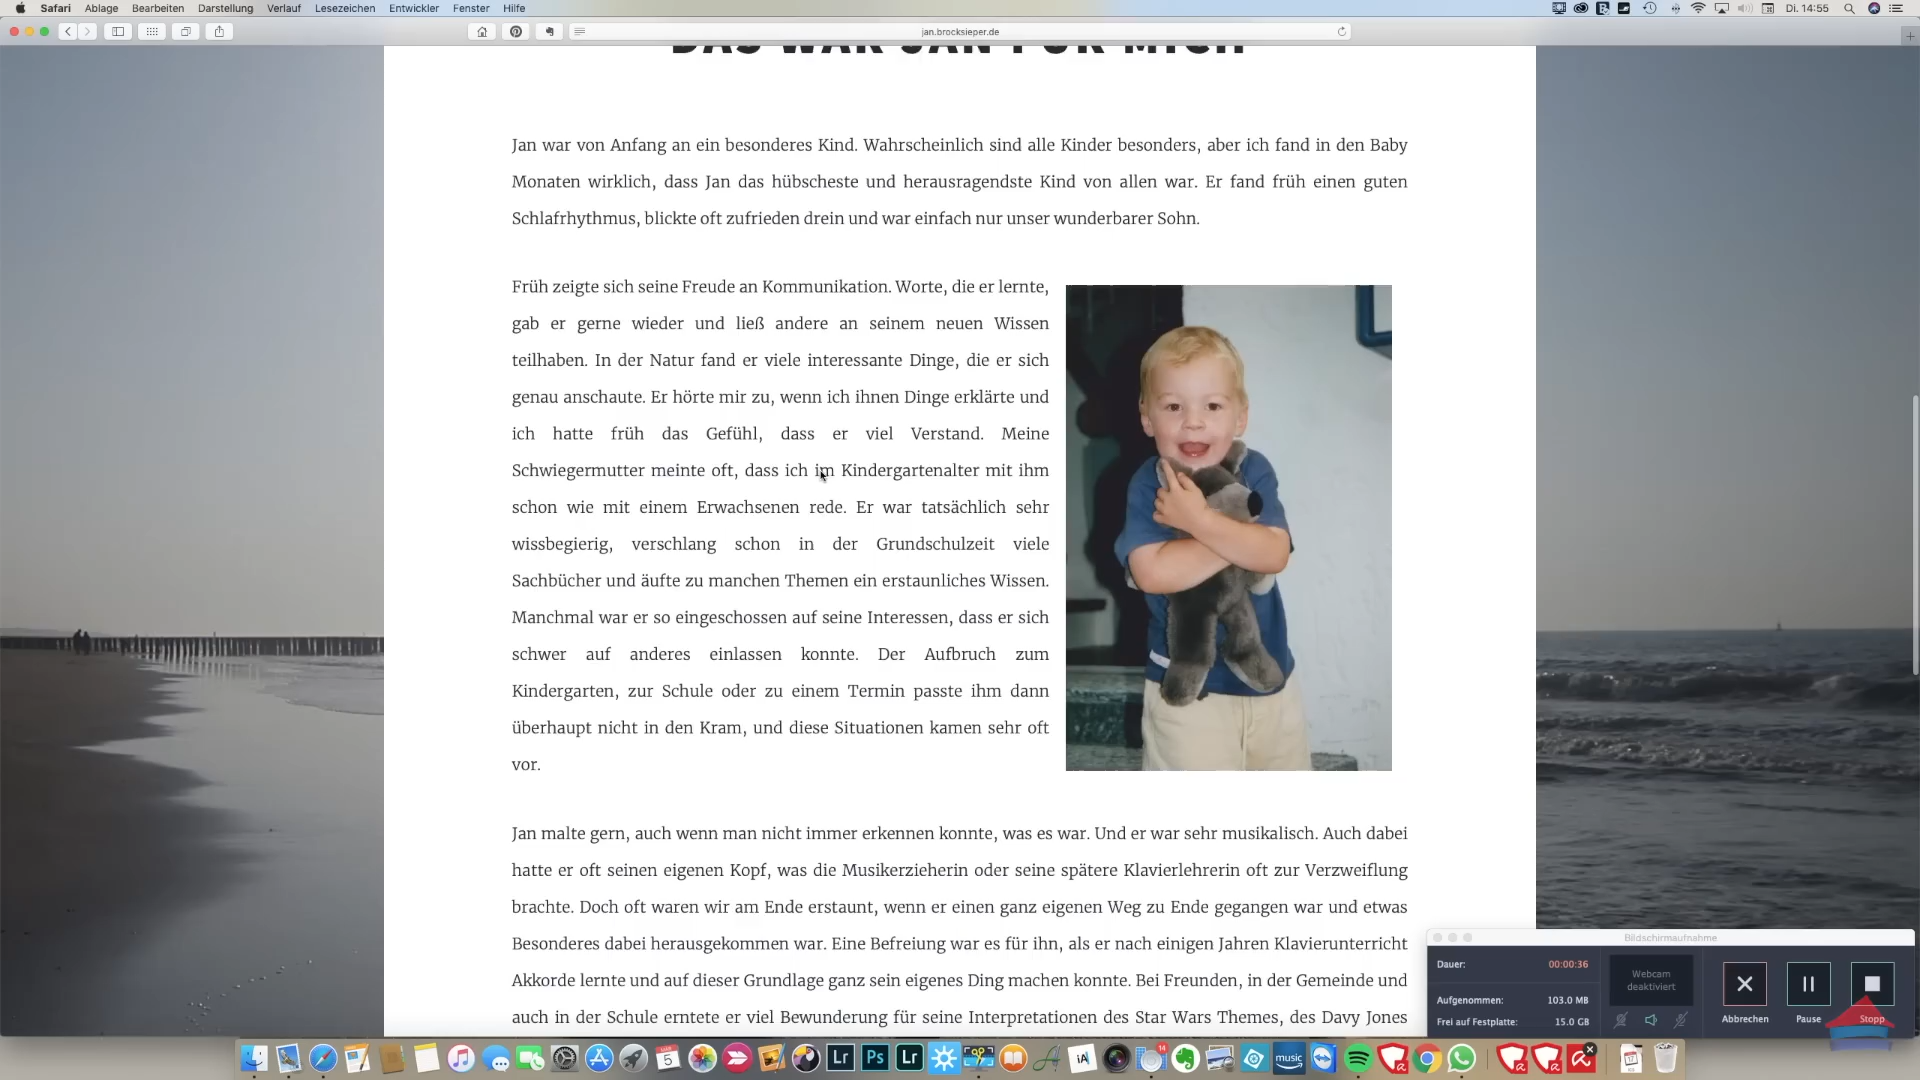 Safari Ablage Bearbeiten Darstellung Verlauf Lesezeichen Entwickler Fenster Hilfe Di. 14:55
jan.brocksieper.de
DAS WAR JAN FÜR MICH
Jan war von Anfang an ein besonderes Kind. Wahrscheinlich sind alle Kinder besonders, aber ich fand in den Baby
Monaten wirklich, dass Jan das hübscheste und herausragendste Kind von allen war. Er fand früh einen guten
Schlafrhythmus, blickte oft zufrieden drein und war einfach nur unser wunderbarer Sohn.
Früh zeigte sich seine Freude an Kommunikation. Worte, die er lernte,
gab er gerne wieder und ließ andere an seinem neuen Wissen
teilhaben. In der Natur fand er viele interessante Dinge, die er sich
genau anschaute. Er hörte mir zu, wenn ich ihnen Dinge erklärte und
ich hatte früh das Gefühl, dass er viel Verstand. Meine
Schwiegermutter meinte oft, dass ich im Kindergartenalter mit ihm
schon wie mit einem Erwachsenen rede. Er war tatsächlich sehr
wissbegierig, verschlang schon in der Grundschulzeit viele
Sachbücher und äufte zu manchen Themen ein erstaunliches Wissen.
Manchmal war er so eingeschossen auf seine Interessen, dass er sich
schwer auf anderes einlassen konnte. Der Aufbruch zum
Kindergarten, zur Schule oder zu einem Termin passte ihm dann
überhaupt nicht in den Kram, und diese Situationen kamen sehr oft
vor.
Jan malte gern, auch wenn man nicht immer erkennen konnte, was es war. Und er war sehr musikalisch. Auch dabei
hatte er oft seinen eigenen Kopf, was die Musikerzieherin oder seine spätere Klavierlehrerin oft zur Verzweiflung
brachte. Doch oft waren wir am Ende erstaunt, wenn er einen ganz eigenen Weg zu Ende gegangen war und etwas
Besonderes dabei herausgekommen war. Eine Befreiung war es für ihn, als er nach einigen Jahren Klavierunterricht
Akkorde lernte und auf dieser Grundlage ganz sein eigenes Ding machen konnte. Bei Freunden, in der Gemeinde und
auch in der Schule erntete er viel Bewunderung für seine Interpretationen des Star Wars Themes, des Davy Jones
Bildschirmaufnahme
Dauer: 00:00:36
Webcam
deaktiviert
Aufgenommen: 103.0 MB
Frei auf Festplatte: 15.0 GB
Abbrechen Pause Stopp
5 Lr Ps Lr iA 14 music